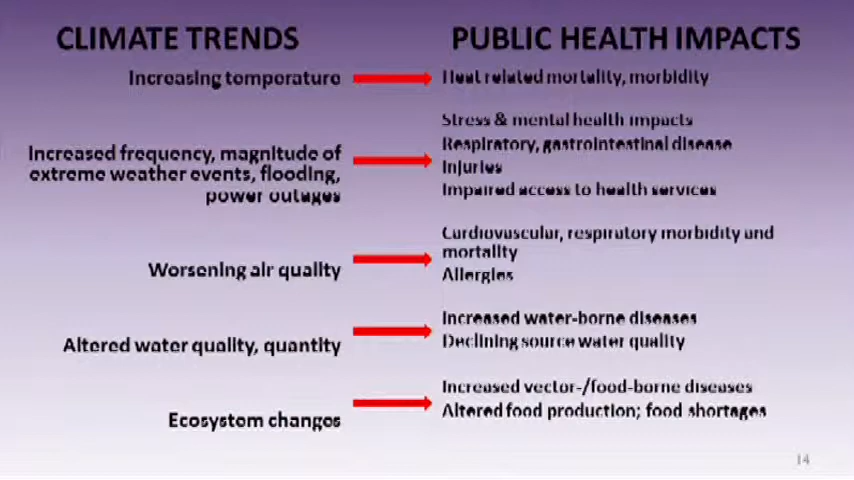 CLIMATE TRENDS
PUBLIC HEALTH IMPACTS
Increasing temperature
Heat related mortality, morbidity
Increased frequency, magnitude of
extreme weather events, flooding,
power outages
Stress & mental health impacts
Respiratory, gastrointestinal disease
Injuries
Impaired access to health services
Worsening air quality
Cardiovascular, respiratory morbidity and
mortality
Allergies
Altered water quality, quantity
Increased water-borne diseases
Declining source water quality
Ecosystem changes
Increased vector-/food-borne diseases
Altered food production; food shortages
14